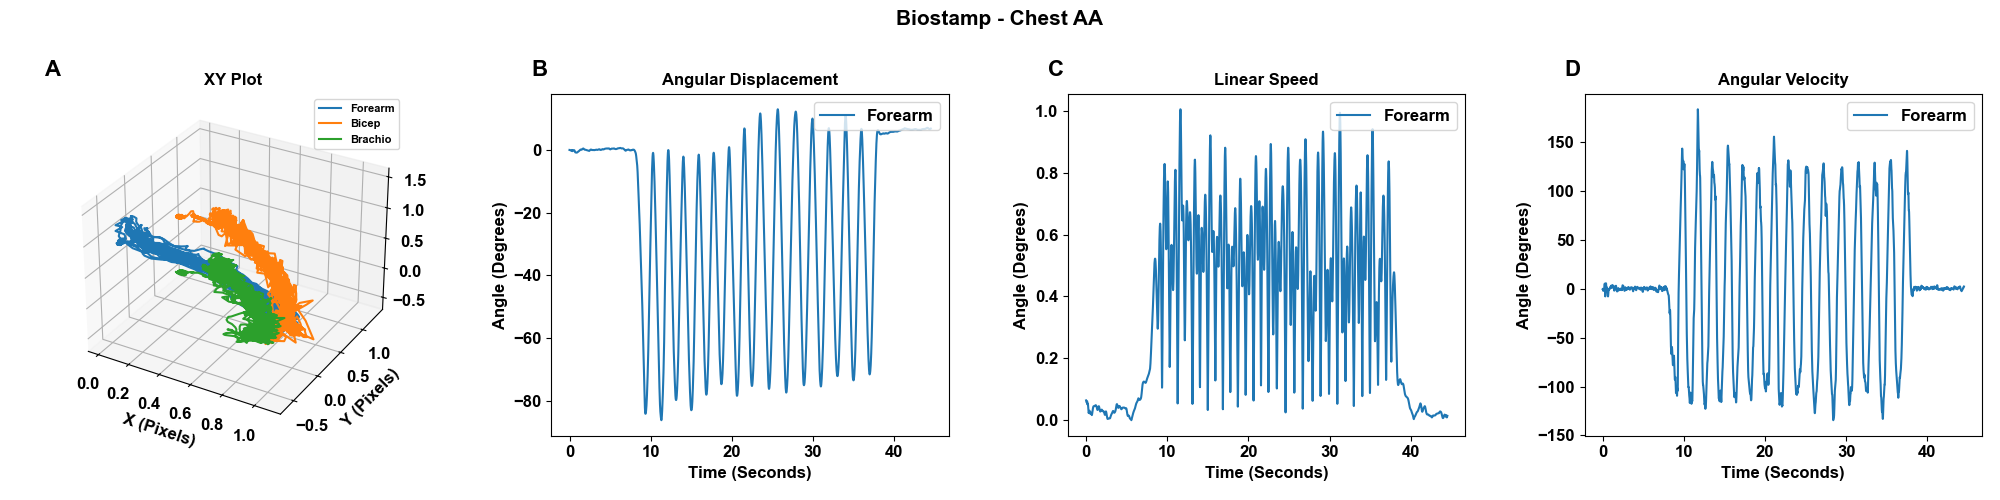 Biostamp - Chest AA
A
XY Plot
Forearm
Bicep
Brachio
1.5
1.0
0.5
0.0
−0.5
0.0
0.2
0.4
0.6
0.8
1.0
X (Pixels)
−0.5
0.0
0.5
1.0
Y (Pixels)
B
Angular Displacement
Forearm
0
−20
−40
−60
−80
Angle (Degrees)
0 10 20 30 40
Time (Seconds)
C
Linear Speed
Forearm
1.0
0.8
0.6
0.4
0.2
0.0
Angle (Degrees)
0 10 20 30 40
Time (Seconds)
D
Angular Velocity
Forearm
150
100
50
0
−50
−100
−150
Angle (Degrees)
0 10 20 30 40
Time (Seconds)